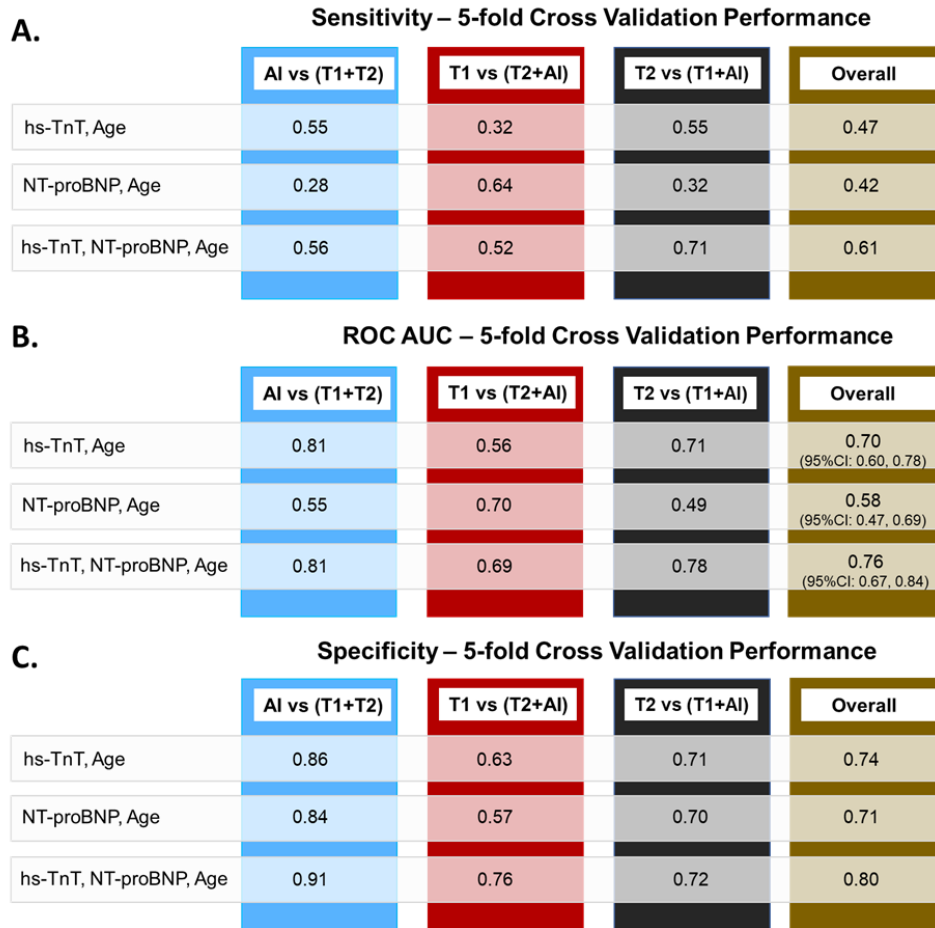 A.
Sensitivity – 5-fold Cross Validation Performance
AI vs (T1+T2) T1 vs (T2+AI) T2 vs (T1+AI) Overall
hs-TnT, Age 0.55 0.32 0.55 0.47
NT-proBNP, Age 0.28 0.64 0.32 0.42
hs-TnT, NT-proBNP, Age 0.56 0.52 0.71 0.61
B.
ROC AUC – 5-fold Cross Validation Performance
AI vs (T1+T2) T1 vs (T2+AI) T2 vs (T1+AI) Overall
hs-TnT, Age 0.81 0.56 0.71 0.70
(95%CI: 0.60, 0.78)
NT-proBNP, Age 0.55 0.70 0.49 0.58
(95%CI: 0.47, 0.69)
hs-TnT, NT-proBNP, Age 0.81 0.69 0.78 0.76
(95%CI: 0.67, 0.84)
C.
Specificity – 5-fold Cross Validation Performance
AI vs (T1+T2) T1 vs (T2+AI) T2 vs (T1+AI) Overall
hs-TnT, Age 0.86 0.63 0.71 0.74
NT-proBNP, Age 0.84 0.57 0.70 0.71
hs-TnT, NT-proBNP, Age 0.91 0.76 0.72 0.80